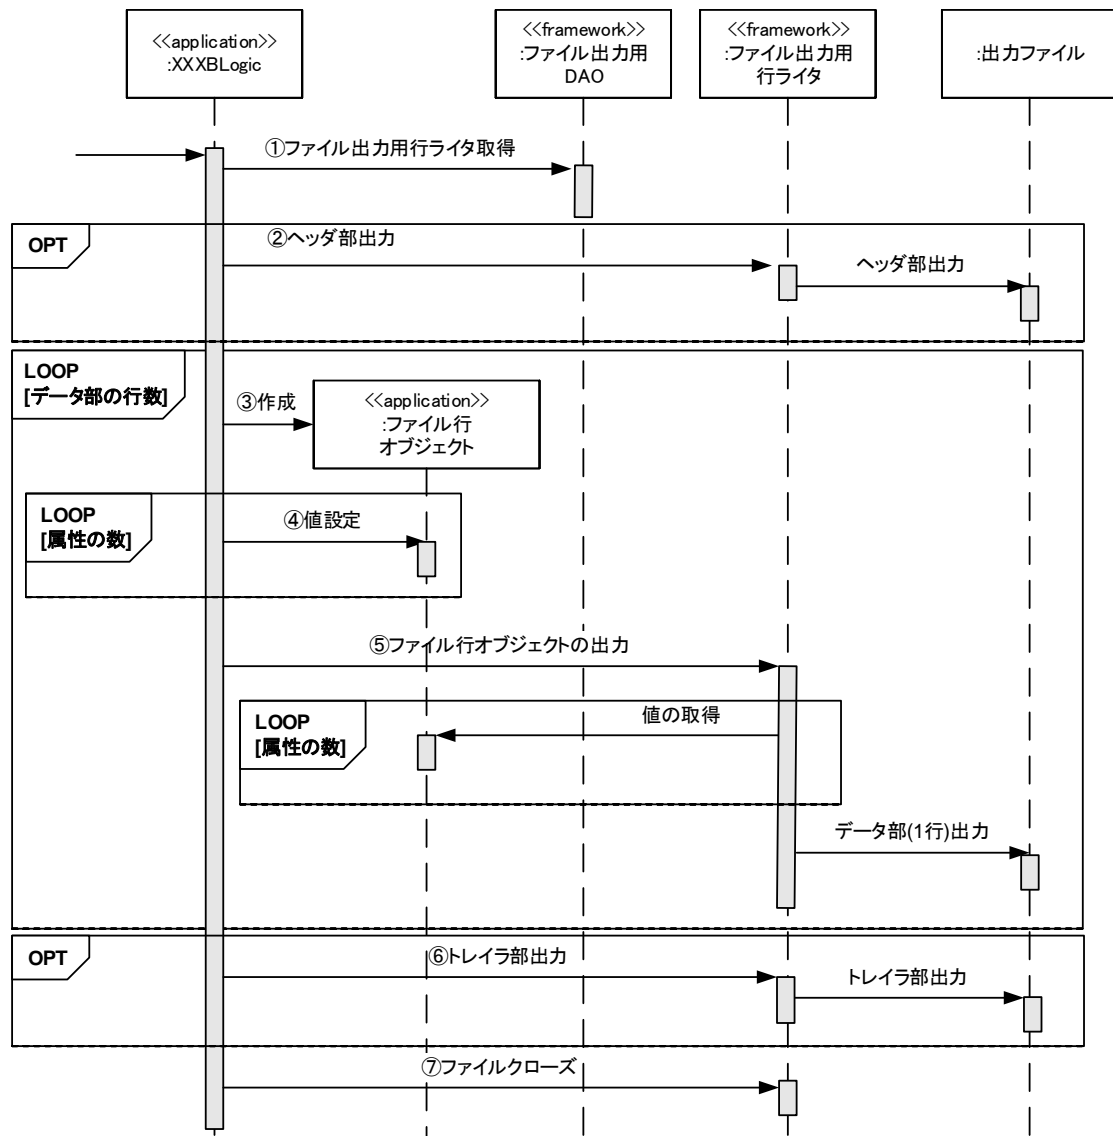 <<application>>
:XXXBLogic
<<framework>>
:ファイル出力用
DAO
<<framework>>
:ファイル出力用
行ライタ
:出力ファイル
①ファイル出力用行ライタ取得
OPT
②ヘッダ部出力
ヘッダ部出力
LOOP
[データ部の行数]
③作成
<<application>>
:ファイル行
オブジェクト
LOOP
[属性の数]
④値設定
⑤ファイル行オブジェクトの出力
LOOP
[属性の数]
値の取得
データ部(1行)出力
OPT
⑥トレイラ部出力
トレイラ部出力
⑦ファイルクローズ